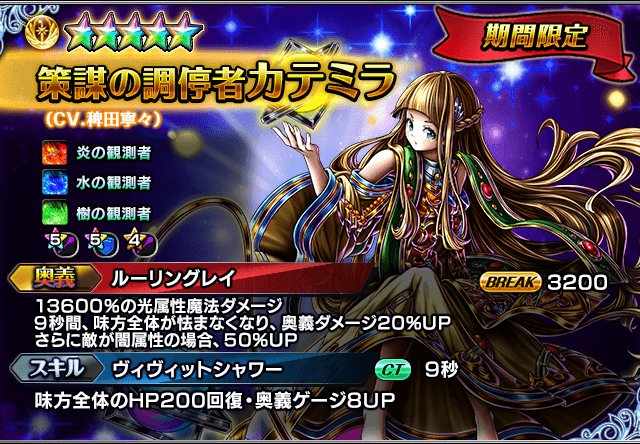 期間限定
策謀の調停者カテミラ
(CV.稗田寧々)
炎の観測者
水の観測者
樹の観測者
5 5 4
奥義 ルーリングレイ BREAK 3200
13600%の光属性魔法ダメージ
9秒間、味方全体が怯まなくなり、奥義ダメージ20%UP
さらに敵が闇属性の場合、50%UP
スキル ヴィヴィットシャワー CT 9秒
味方全体のHP200回復・奥義ゲージ8UP